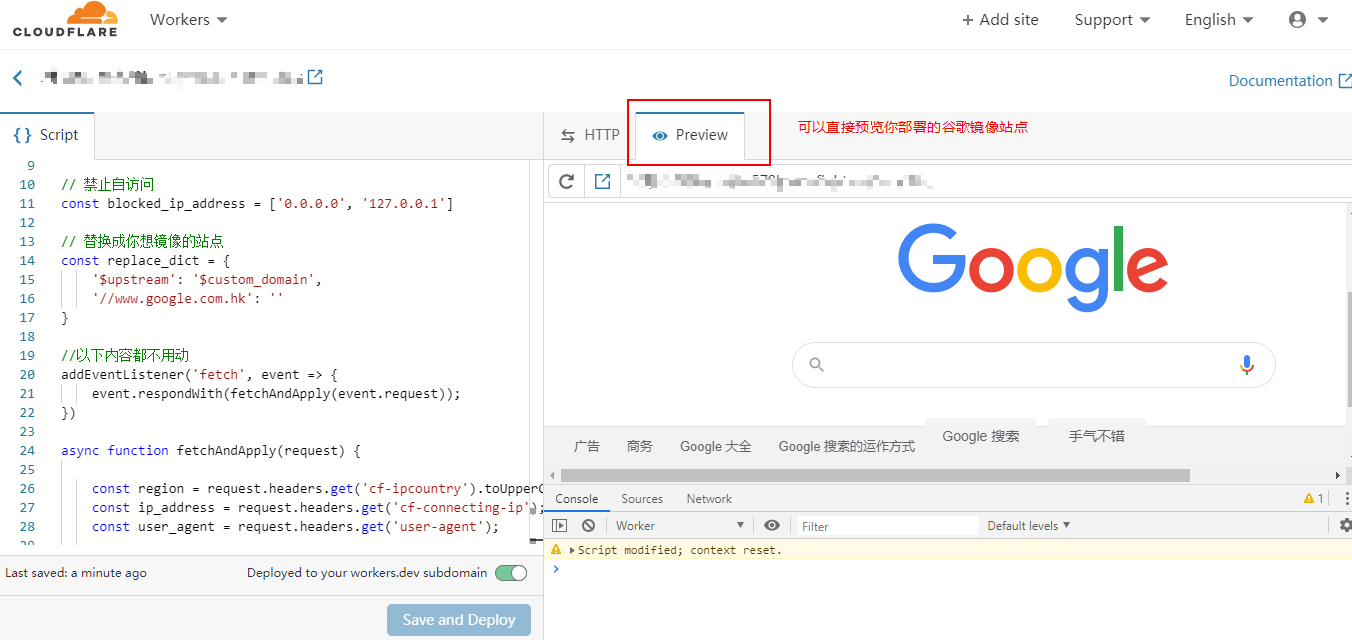 CLOUDFLARE
Workers
+ Add site
Support
English
Documentation
{ } Script
HTTP
Preview
可以直接预览你部署的谷歌镜像站点
9
10 // 禁止自访问
11 const blocked_ip_address = ['0.0.0.0', '127.0.0.1']
12
13 // 替换成你想镜像的站点
14 const replace_dict = {
15 '$upstream': '$custom_domain',
16 '//www.google.com.hk': ''
17 }
18
19 //以下内容都不用动
20 addEventListener('fetch', event => {
21 event.respondWith(fetchAndApply(event.request));
22 })
23
24 async function fetchAndApply(request) {
25
26 const region = request.headers.get('cf-ipcountry').toUpperC
27 const ip_address = request.headers.get('cf-connecting-ip');
28 const user_agent = request.headers.get('user-agent');
29
Google
广告
商务
Google 大全
Google 搜索的运作方式
Google 搜索
手气不错
Console
Sources
Network
1
Worker
Filter
Default levels
Script modified; context reset.
Last saved: a minute ago
Deployed to your workers.dev subdomain
Save and Deploy